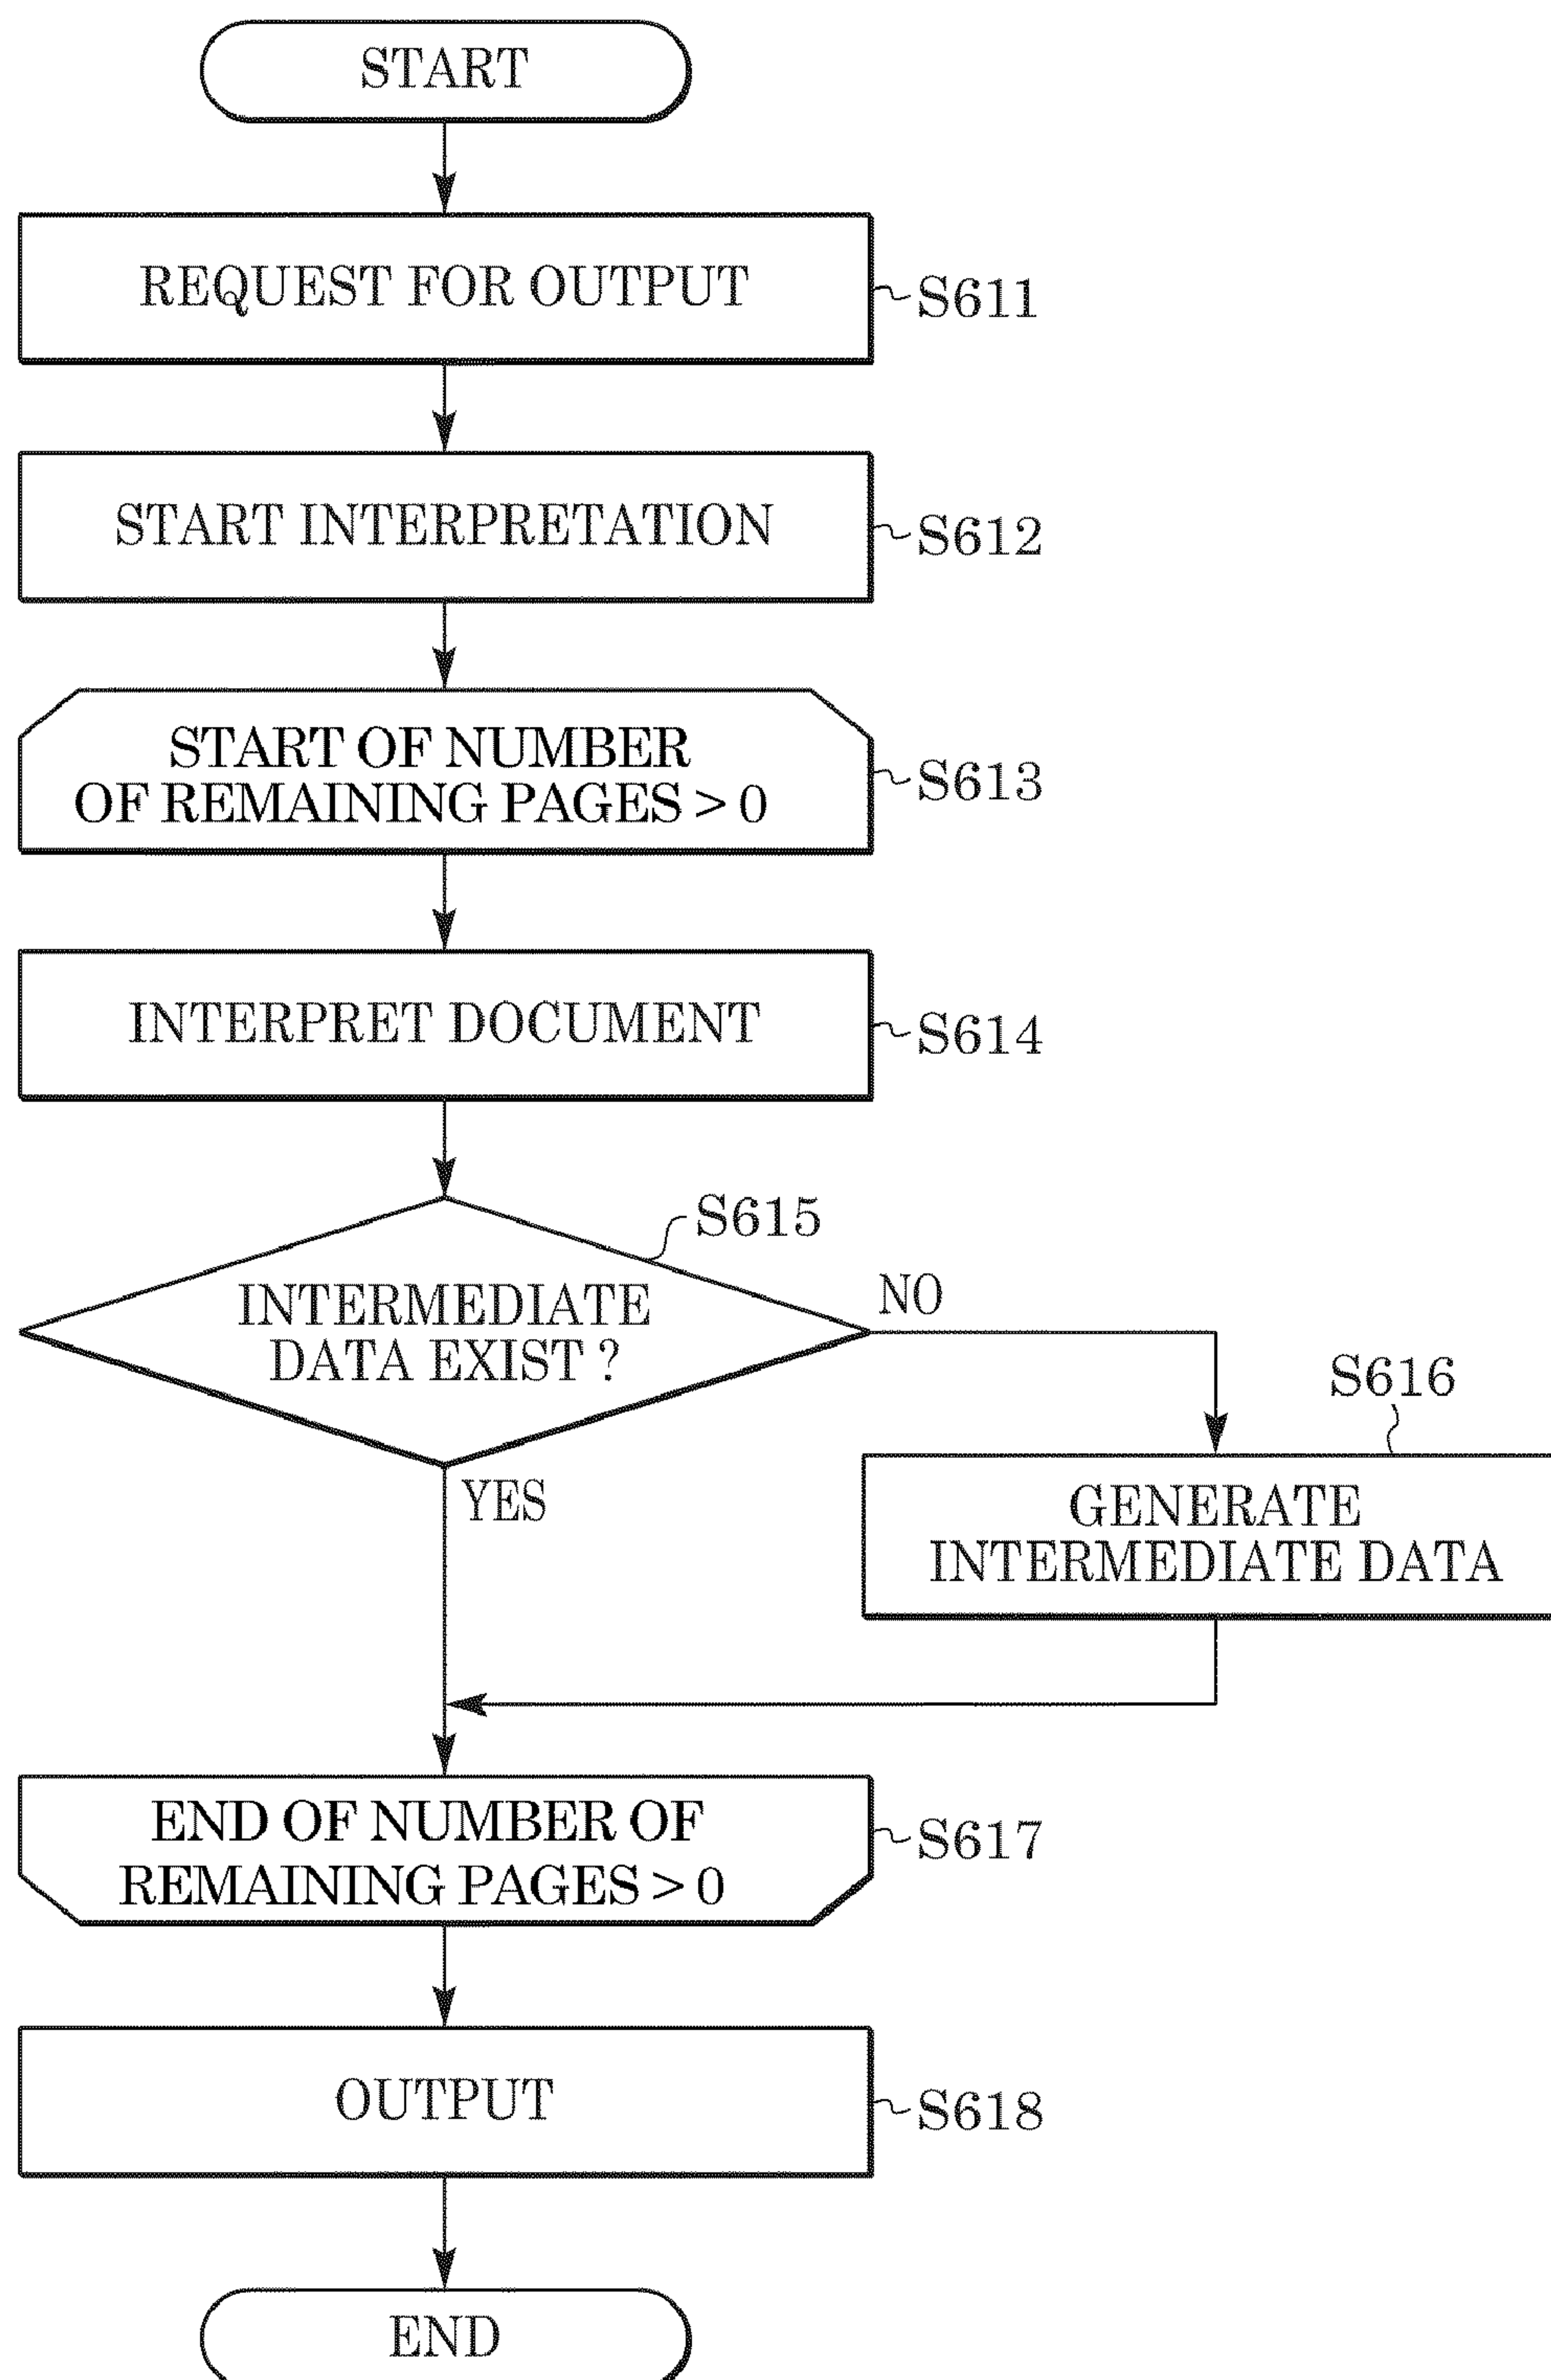 START
REQUEST FOR OUTPUT
S611
START INTERPRETATION
S612
START OF NUMBER
OF REMAINING PAGES > 0
S613
INTERPRET DOCUMENT
S614
S615
INTERMEDIATE
DATA EXIST ?
NO
YES
S616
GENERATE
INTERMEDIATE DATA
END OF NUMBER OF
REMAINING PAGES > 0
S617
OUTPUT
S618
END